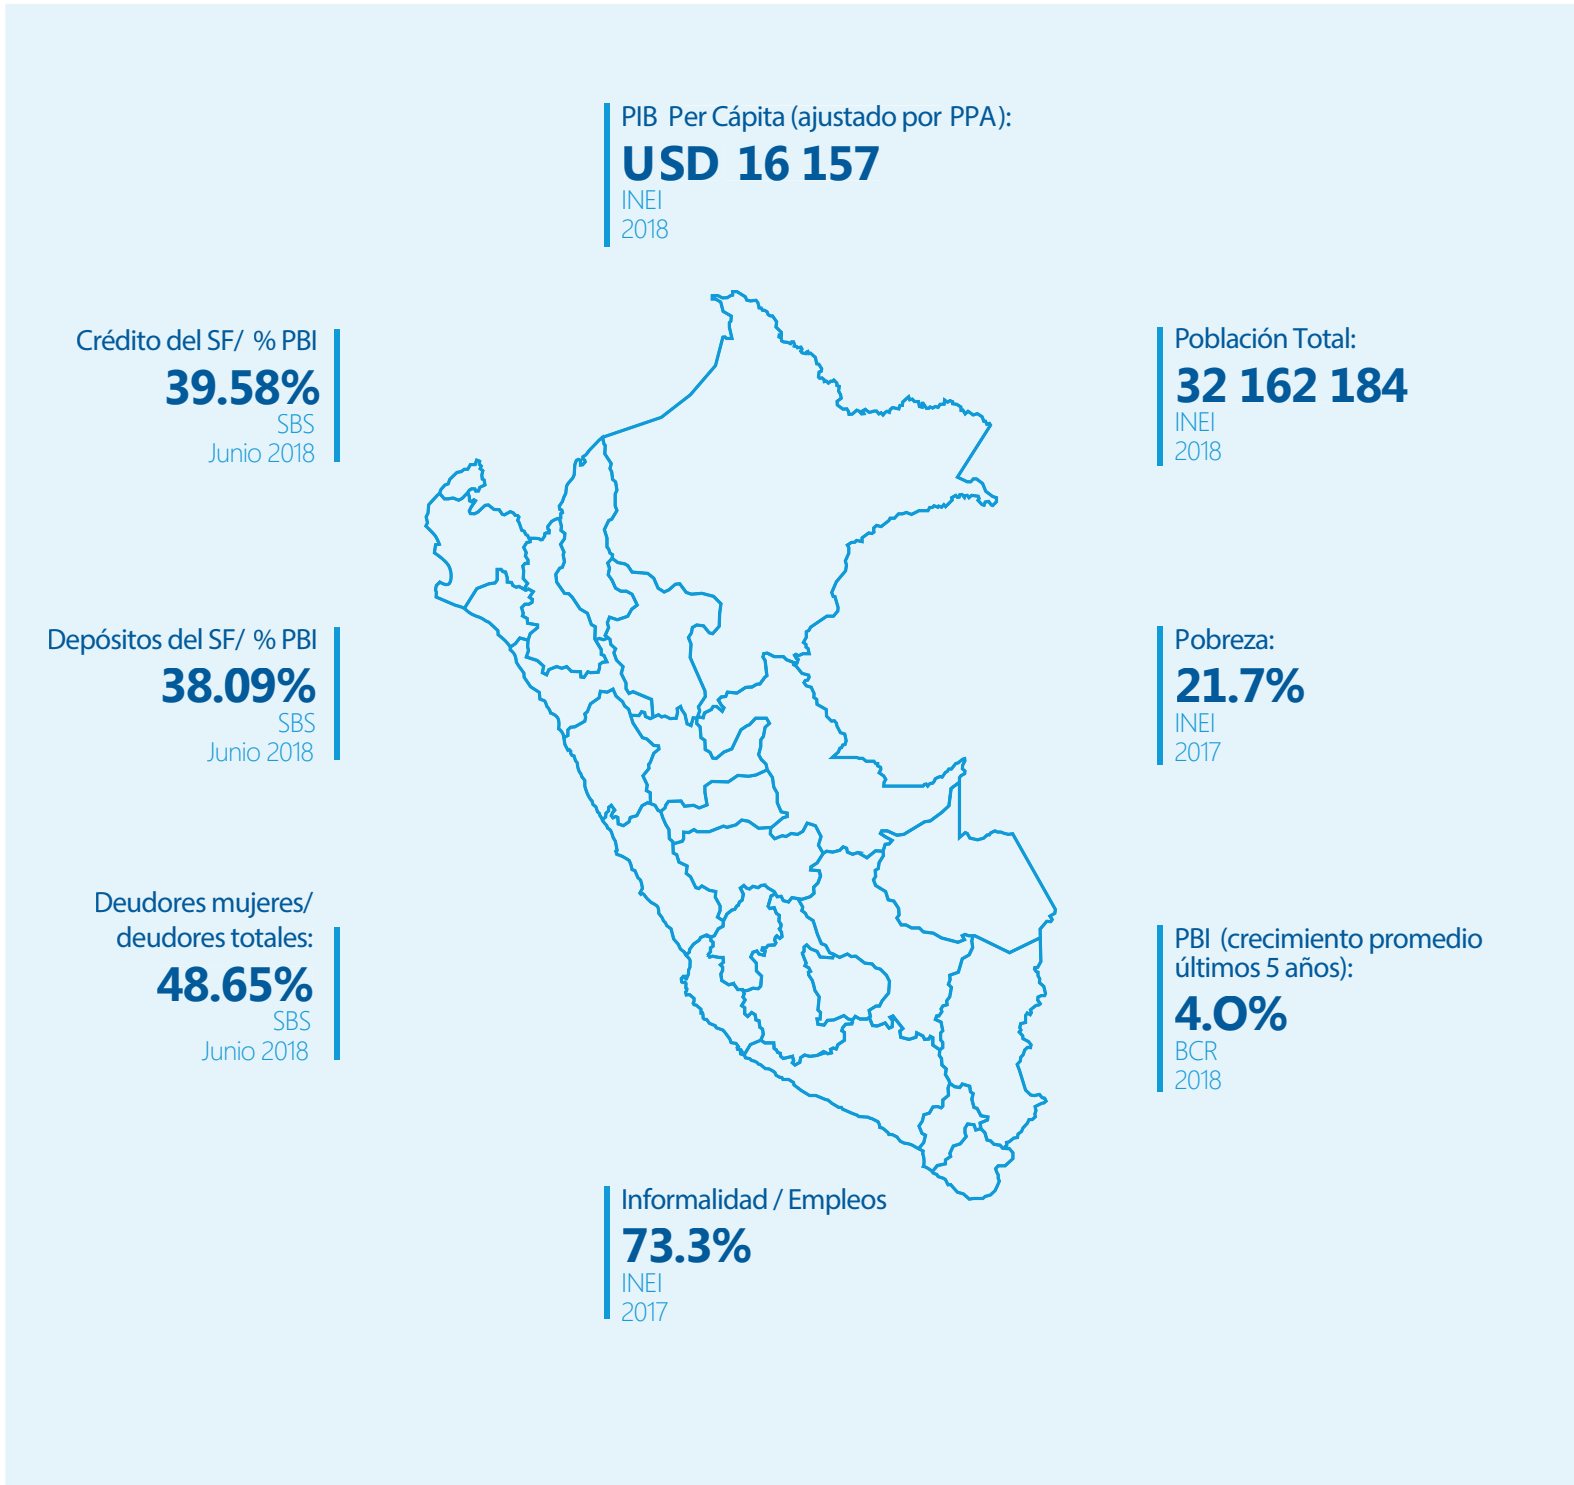 PIB Per Cápita (ajustado por PPA):
USD 16 157
INEI
2018
Crédito del SF/ % PBI
39.58%
SBS
Junio 2018
Población Total:
32 162 184
INEI
2018
Depósitos del SF/ % PBI
38.09%
SBS
Junio 2018
Pobreza:
21.7%
INEI
2017
Deudores mujeres/
deudores totales:
48.65%
SBS
Junio 2018
PBI (crecimiento promedio
últimos 5 años):
4.0%
BCR
2018
Informalidad / Empleos
73.3%
INEI
2017